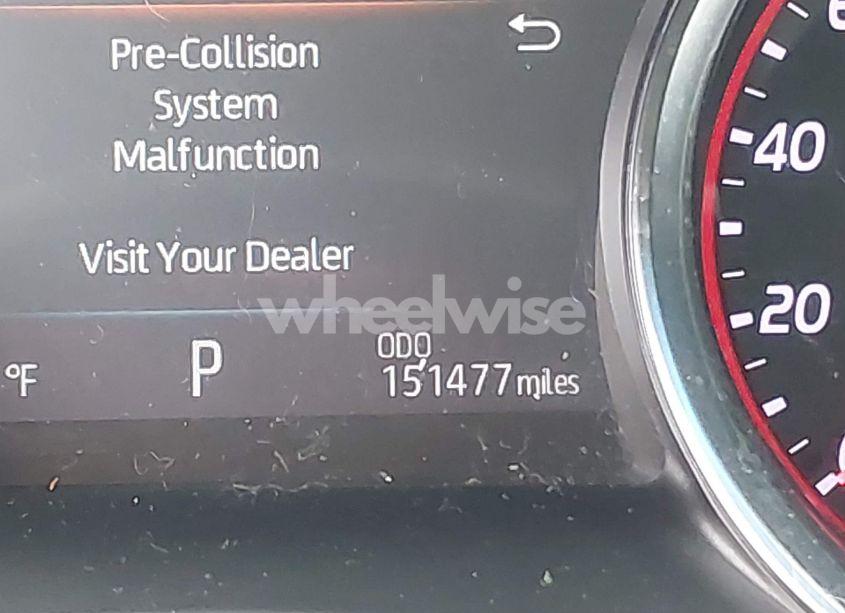 Pre-Collision
System
Malfunction
Visit Your Dealer
wheelwise
°F
P
ODO
151477 miles
40
20